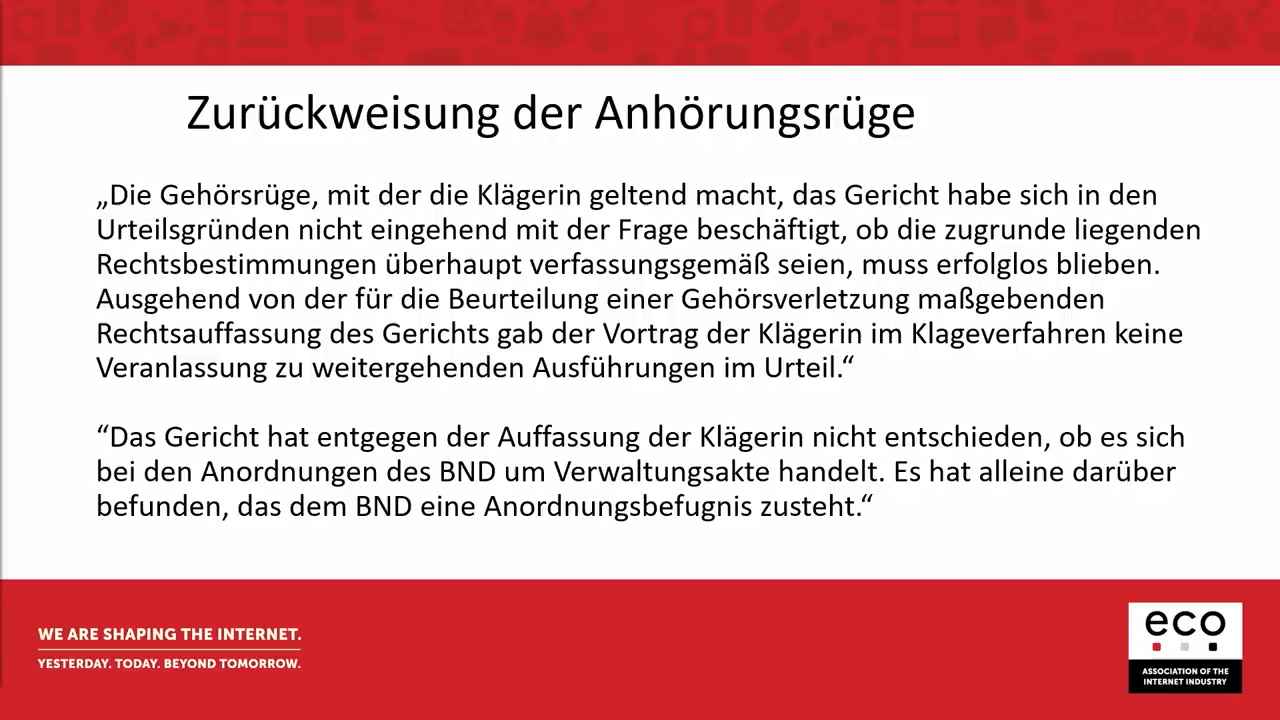 Zurückweisung der Anhörungsrüge
„Die Gehörsrüge, mit der die Klägerin geltend macht, das Gericht habe sich in den
Urteilsgründen nicht eingehend mit der Frage beschäftigt, ob die zugrunde liegenden
Rechtsbestimmungen überhaupt verfassungsgemäß seien, muss erfolglos blieben.
Ausgehend von der für die Beurteilung einer Gehörsverletzung maßgebenden
Rechtsauffassung des Gerichts gab der Vortrag der Klägerin im Klageverfahren keine
Veranlassung zu weitergehenden Ausführungen im Urteil.“
“Das Gericht hat entgegen der Auffassung der Klägerin nicht entschieden, ob es sich
bei den Anordnungen des BND um Verwaltungsakte handelt. Es hat alleine darüber
befunden, das dem BND eine Anordnungsbefugnis zusteht.“
WE ARE SHAPING THE INTERNET.
YESTERDAY. TODAY. BEYOND TOMORROW.
eco
ASSOCIATION OF THE
INTERNET INDUSTRY